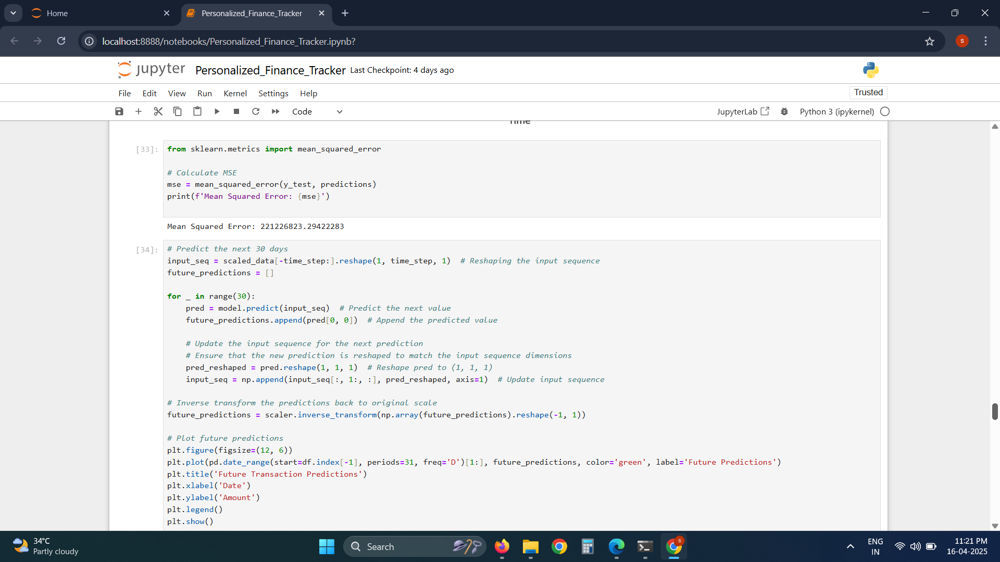 Home
Personalized_Finance_Tracker
localhost:8888/notebooks/Personalized_Finance_Tracker.ipynb?
S
jupyter Personalized_Finance_Tracker Last Checkpoint: 4 days ago
File Edit View Run Kernel Settings Help
Trusted
Code
JupyterLab
Python 3 (ipykernel)
Time
[33]:
from sklearn.metrics import mean_squared_error
# Calculate MSE
mse = mean_squared_error(y_test, predictions)
print(f'Mean Squared Error: {mse}')
Mean Squared Error: 221226823.29422283
[34]:
# Predict the next 30 days
input_seq = scaled_data[-time_step:].reshape(1, time_step, 1)  # Reshaping the input sequence
future_predictions = []
for _ in range(30):
    pred = model.predict(input_seq)  # Predict the next value
    future_predictions.append(pred[0, 0])  # Append the predicted value
    # Update the input sequence for the next prediction
    # Ensure that the new prediction is reshaped to match the input sequence dimensions
    pred_reshaped = pred.reshape(1, 1, 1)  # Reshape pred to (1, 1, 1)
    input_seq = np.append(input_seq[:, 1:, :], pred_reshaped, axis=1)  # Update input sequence
# Inverse transform the predictions back to original scale
future_predictions = scaler.inverse_transform(np.array(future_predictions).reshape(-1, 1))
# Plot future predictions
plt.figure(figsize=(12, 6))
plt.plot(pd.date_range(start=df.index[-1], periods=31, freq='D')[1:], future_predictions, color='green', label='Future Predictions')
plt.title('Future Transaction Predictions')
plt.xlabel('Date')
plt.ylabel('Amount')
plt.legend()
plt.show()
34°C
Partly cloudy
Search
S
ENG
IN
11:21 PM
16-04-2025